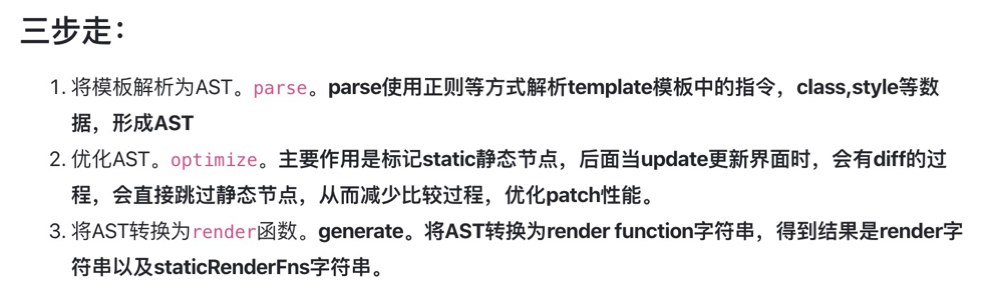 三步走：
1. 将模板解析为AST。parse。parse使用正则等方式解析template模板中的指令，class,style等数
据，形成AST
2. 优化AST。optimize。主要作用是标记static静态节点，后面当update更新界面时，会有diff的过
程，会直接跳过静态节点，从而减少比较过程，优化patch性能。
3. 将AST转换为render函数。generate。将AST转换为render function字符串，得到结果是render字
符串以及staticRenderFns字符串。